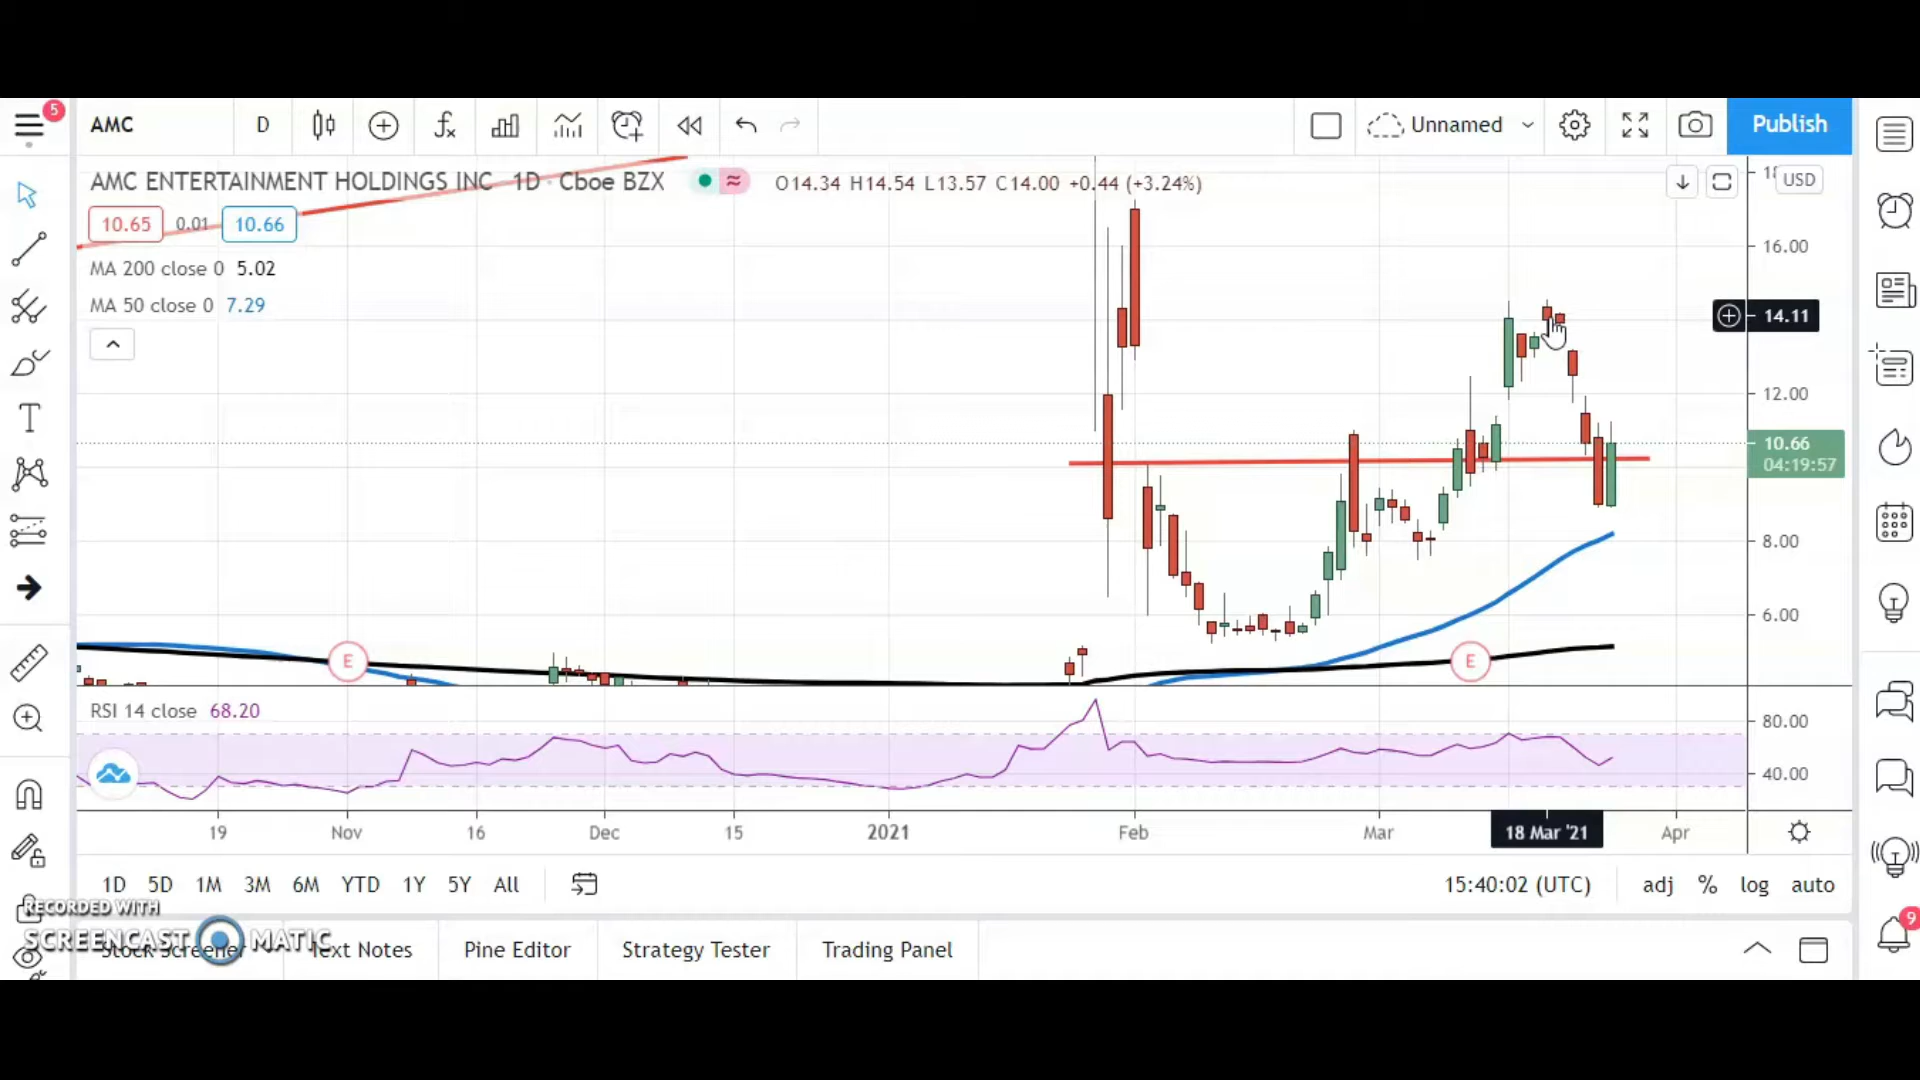 5
AMC
D
Unnamed
Publish
AMC ENTERTAINMENT HOLDINGS INC · 1D · Cboe BZX
O14.34 H14.54 L13.57 C14.00 +0.44 (+3.24%)
USD
10.65 0.01 10.66
MA 200 close 0 5.02
MA 50 close 0 7.29
16.00
14.11
12.00
10.66
04:19:57
8.00
6.00
E
E
RSI 14 close 68.20
80.00
40.00
19 Nov 16 Dec 15 2021 Feb Mar 18 Mar '21 Apr
1D 5D 1M 3M 6M YTD 1Y 5Y All
15:40:02 (UTC)
adj % log auto
RECORDED WITH
SCREENCAST MATIC
Stock Screener
Text Notes
Pine Editor
Strategy Tester
Trading Panel
9